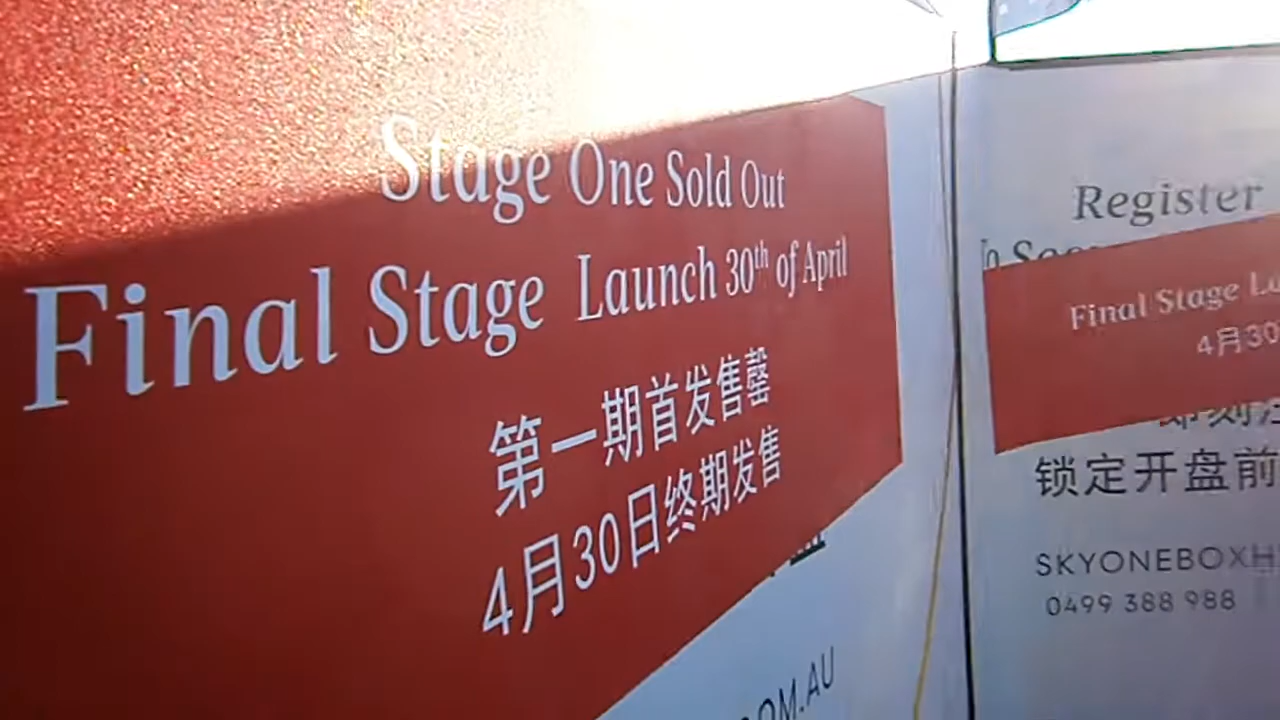 Stage One Sold Out
Final Stage Launch 30th of April
第一期首发售罄
4月30日终期发售
OM.AU
Register
Final Stage
4月30
锁定开盘前
SKYONEBOXH
0499 388 988